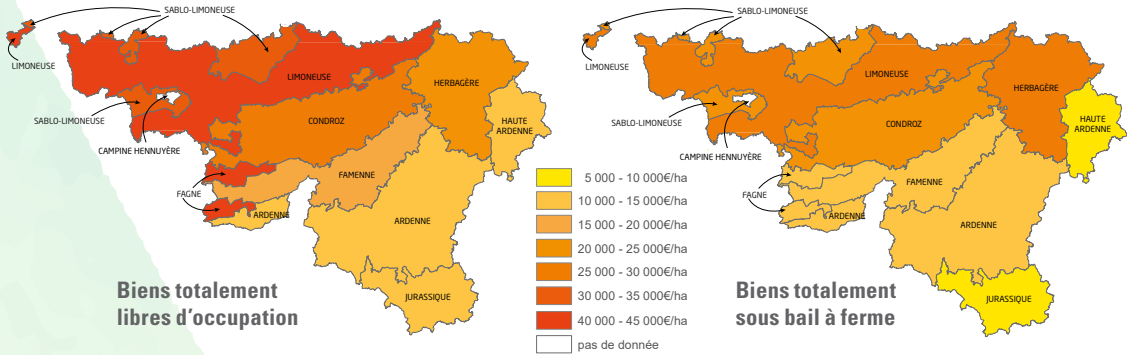 SABLO-LIMONEUSE
LIMONEUSE
LIMONEUSE
HERBAGÈRE
SABLO-LIMONEUSE
CONDROZ
HAUTE
ARDENNE
CAMPINE HENNUYÈRE
FAMENNE
FAGNE
ARDENNE
ARDENNE
JURASSIQUE
Biens totalement
libres d'occupation
5 000 - 10 000€/ha
10 000 - 15 000€/ha
15 000 - 20 000€/ha
20 000 - 25 000€/ha
25 000 - 30 000€/ha
30 000 - 35 000€/ha
40 000 - 45 000€/ha
pas de donnée
SABLO-LIMONEUSE
LIMONEUSE
LIMONEUSE
HERBAGÈRE
SABLO-LIMONEUSE
CONDROZ
HAUTE
ARDENNE
CAMPINE HENNUYÈRE
FAMENNE
FAGNE
ARDENNE
ARDENNE
JURASSIQUE
Biens totalement
sous bail à ferme